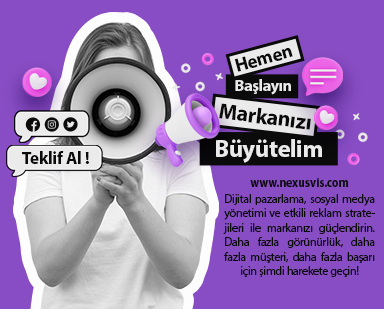 Hemen
Başlayın
Markanızı
Büyütelim
Teklif Al !
www.nexusvis.com
Dijital pazarlama, sosyal medya
yönetimi ve etkili reklam strate-
jileri ile markanızı güçlendirin.
Daha fazla görünürlük, daha
fazla müşteri, daha fazla başarı
için şimdi harekete geçin!